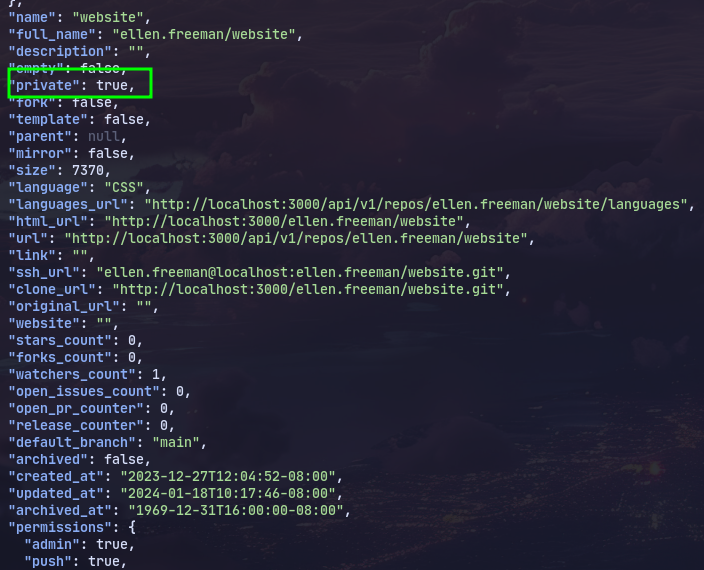 },
"name": "website",
"full_name": "ellen.freeman/website",
"description": "",
"empty": false,
"private": true,
"fork": false,
"template": false,
"parent": null,
"mirror": false,
"size": 7370,
"language": "CSS",
"languages_url": "http://localhost:3000/api/v1/repos/ellen.freeman/website/languages",
"html_url": "http://localhost:3000/ellen.freeman/website",
"url": "http://localhost:3000/api/v1/repos/ellen.freeman/website",
"link": "",
"ssh_url": "ellen.freeman@localhost:ellen.freeman/website.git",
"clone_url": "http://localhost:3000/ellen.freeman/website.git",
"original_url": "",
"website": "",
"stars_count": 0,
"forks_count": 0,
"watchers_count": 1,
"open_issues_count": 0,
"open_pr_counter": 0,
"release_counter": 0,
"default_branch": "main",
"archived": false,
"created_at": "2023-12-27T12:04:52-08:00",
"updated_at": "2024-01-18T10:17:46-08:00",
"archived_at": "1969-12-31T16:00:00-08:00",
"permissions": {
"admin": true,
"push": true,